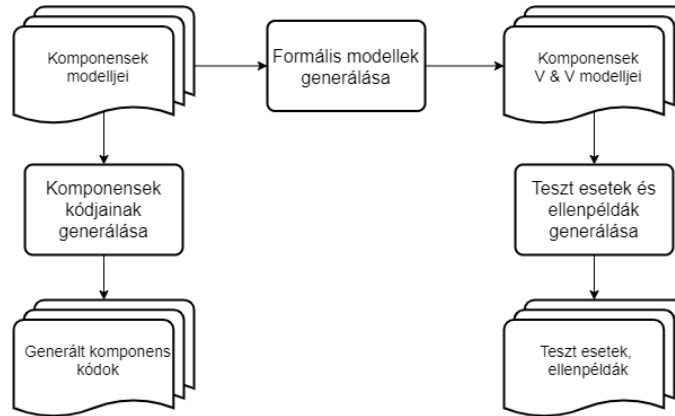 Komponensek
modelljei
Formális modellek
generálása
Komponensek
V & V modelljei
Komponensek
kódjainak
generálása
Teszt esetek és
ellenpéldák
generálása
Generált komponens
kódok
Teszt esetek,
ellenpéldák